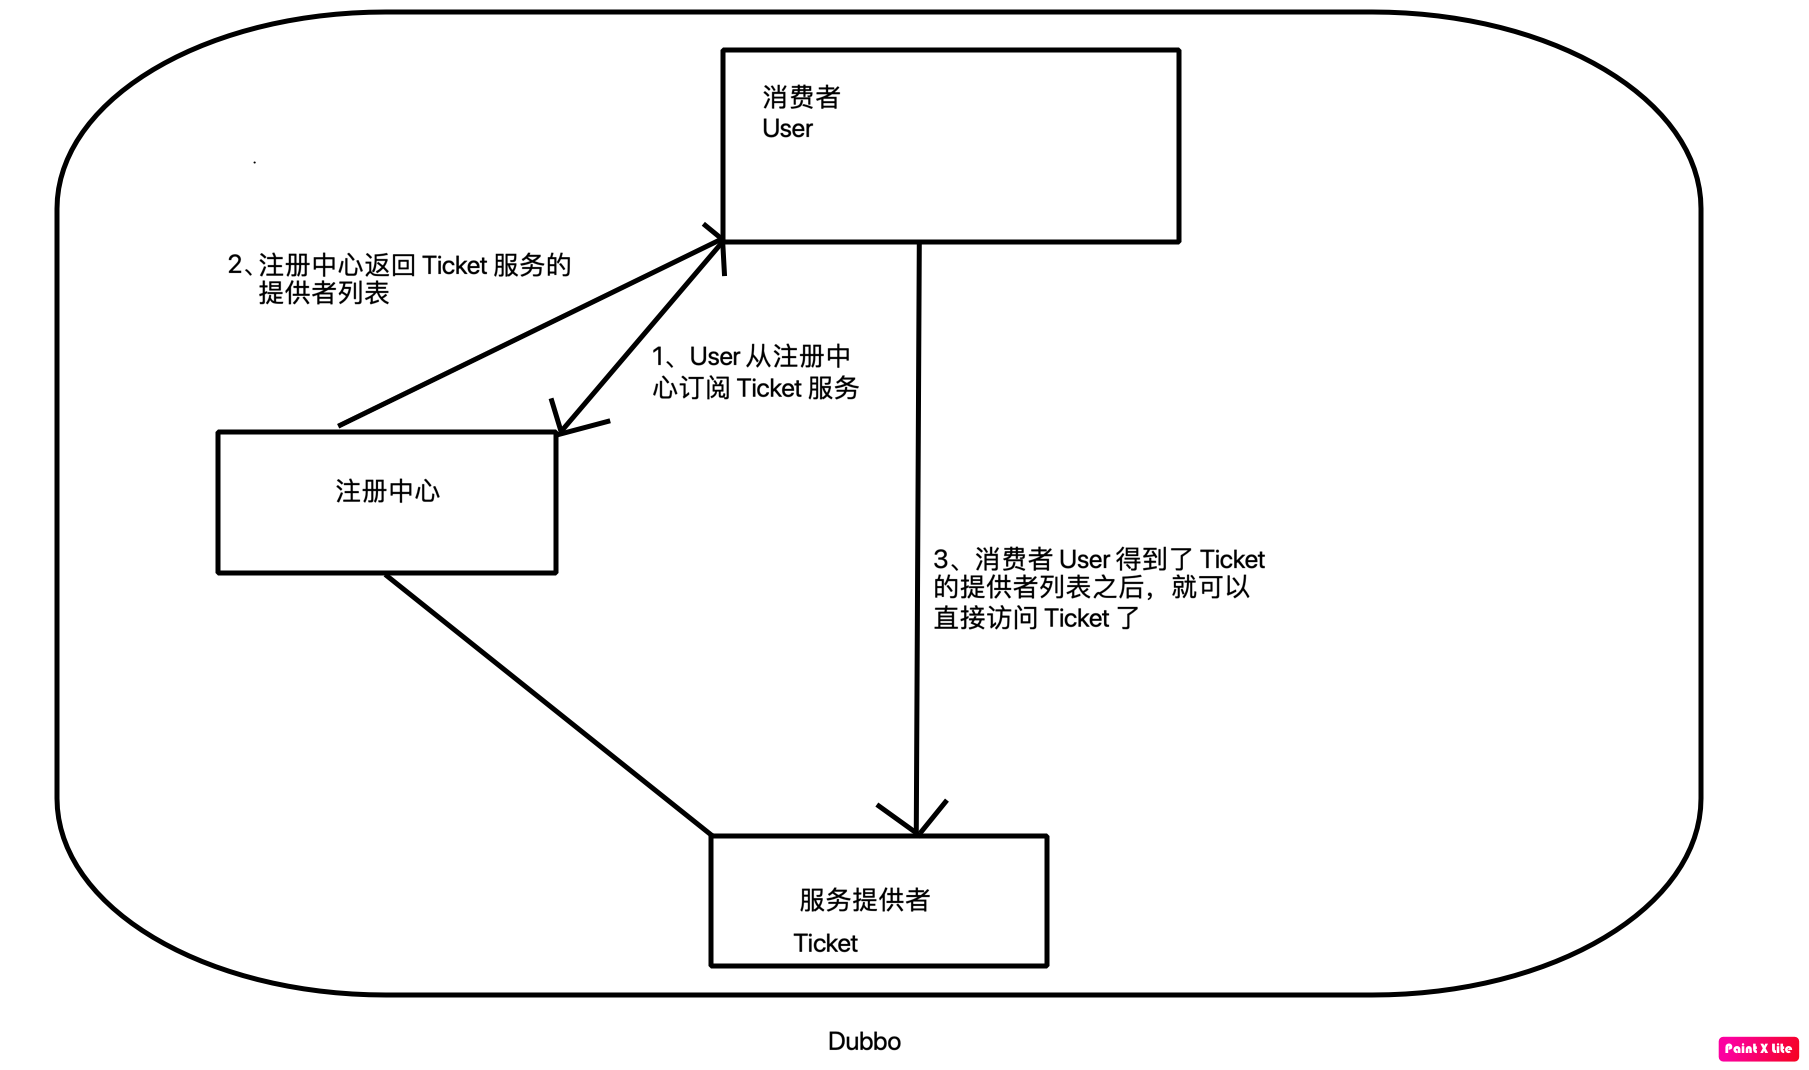 消费者
User
2、注册中心返回 Ticket 服务的
提供者列表
1、User 从注册中
心订阅 Ticket 服务
注册中心
3、消费者 User 得到了 Ticket
的提供者列表之后，就可以
直接访问 Ticket 了
服务提供者
Ticket
Dubbo
Paint X Lite